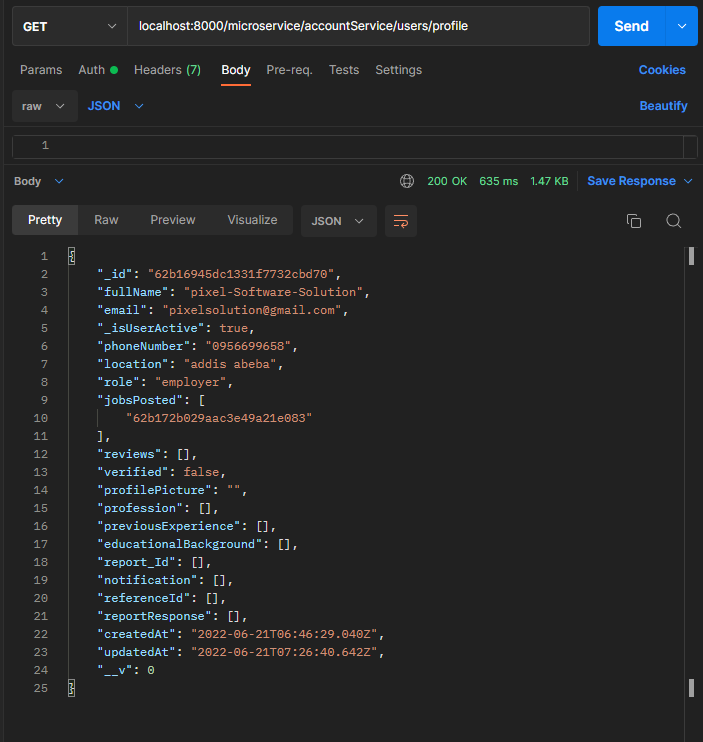 GET localhost:8000/microservice/accountService/users/profile Send
Params Auth Headers (7) Body Pre-req. Tests Settings Cookies
raw JSON Beautify
1
Body 200 OK 635 ms 1.47 KB Save Response
Pretty Raw Preview Visualize JSON
1 {
2 "_id": "62b16945dc1331f7732cbd70",
3 "fullName": "pixel-Software-Solution",
4 "email": "pixelsolution@gmail.com",
5 "_isUserActive": true,
6 "phoneNumber": "0956699658",
7 "location": "addis abeba",
8 "role": "employer",
9 "jobsPosted": [
10 "62b172b029aac3e49a21e083"
11 ],
12 "reviews": [],
13 "verified": false,
14 "profilePicture": "",
15 "profession": [],
16 "previousExperience": [],
17 "educationalBackground": [],
18 "report_Id": [],
19 "notification": [],
20 "referenceId": [],
21 "reportResponse": [],
22 "createdAt": "2022-06-21T06:46:29.040Z",
23 "updatedAt": "2022-06-21T07:26:40.642Z",
24 "__v": 0
25 }